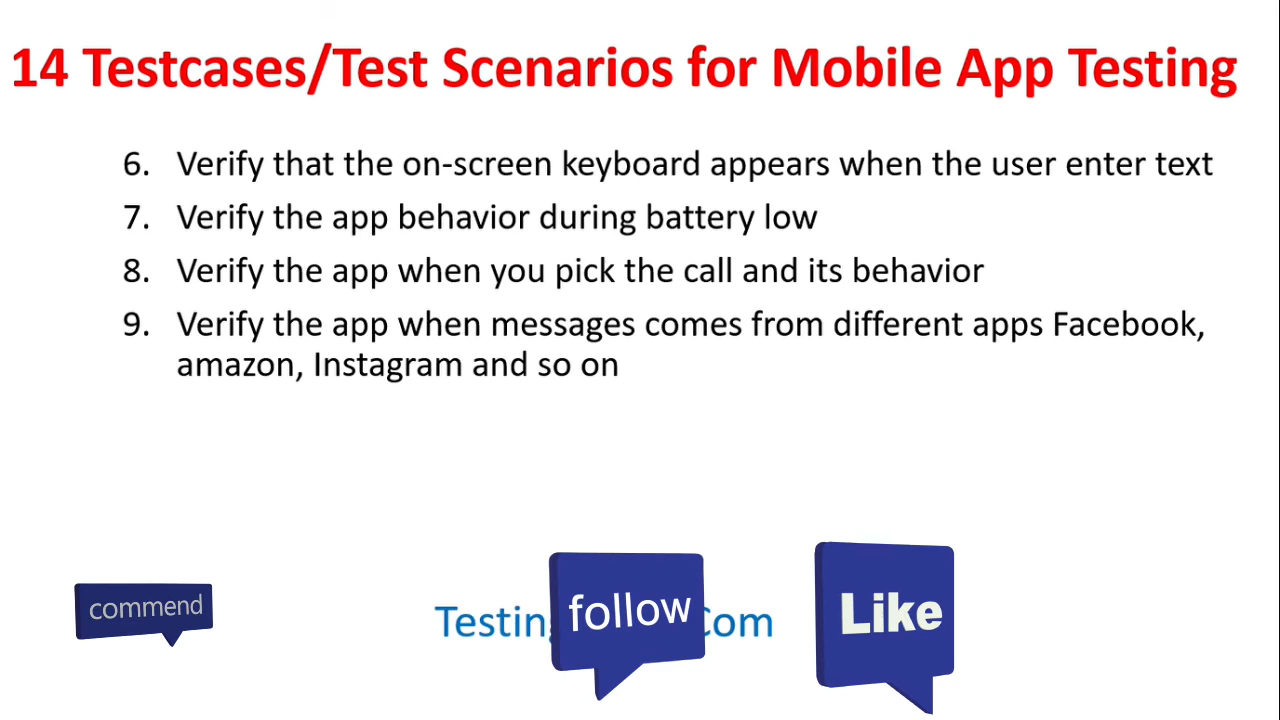 14 Testcases/Test Scenarios for Mobile App Testing
6. Verify that the on-screen keyboard appears when the user enter text
7. Verify the app behavior during battery low
8. Verify the app when you pick the call and its behavior
9. Verify the app when messages comes from different apps Facebook,
amazon, Instagram and so on
commend
follow
Like